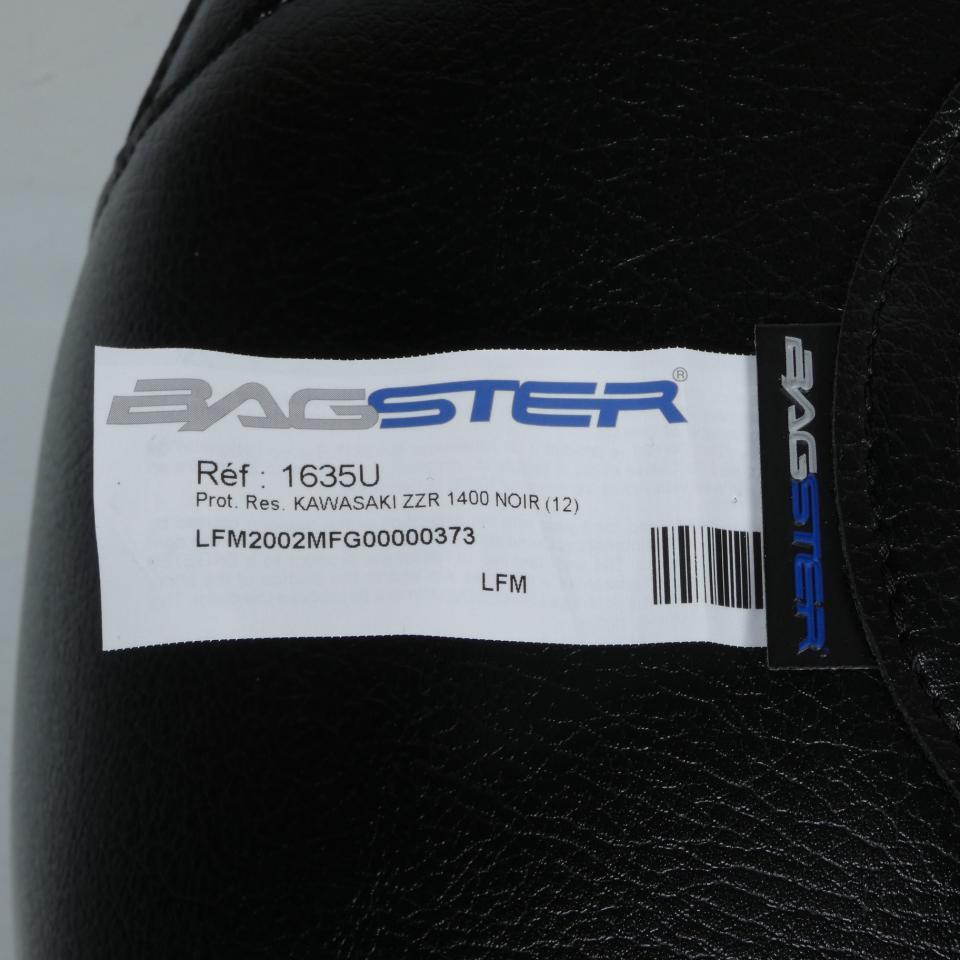 BAGSTER®
Réf : 1635U
Prot. Res. KAWASAKI ZZR 1400 NOIR (12)
LFM2002MFG00000373
LFM
BAGSTER